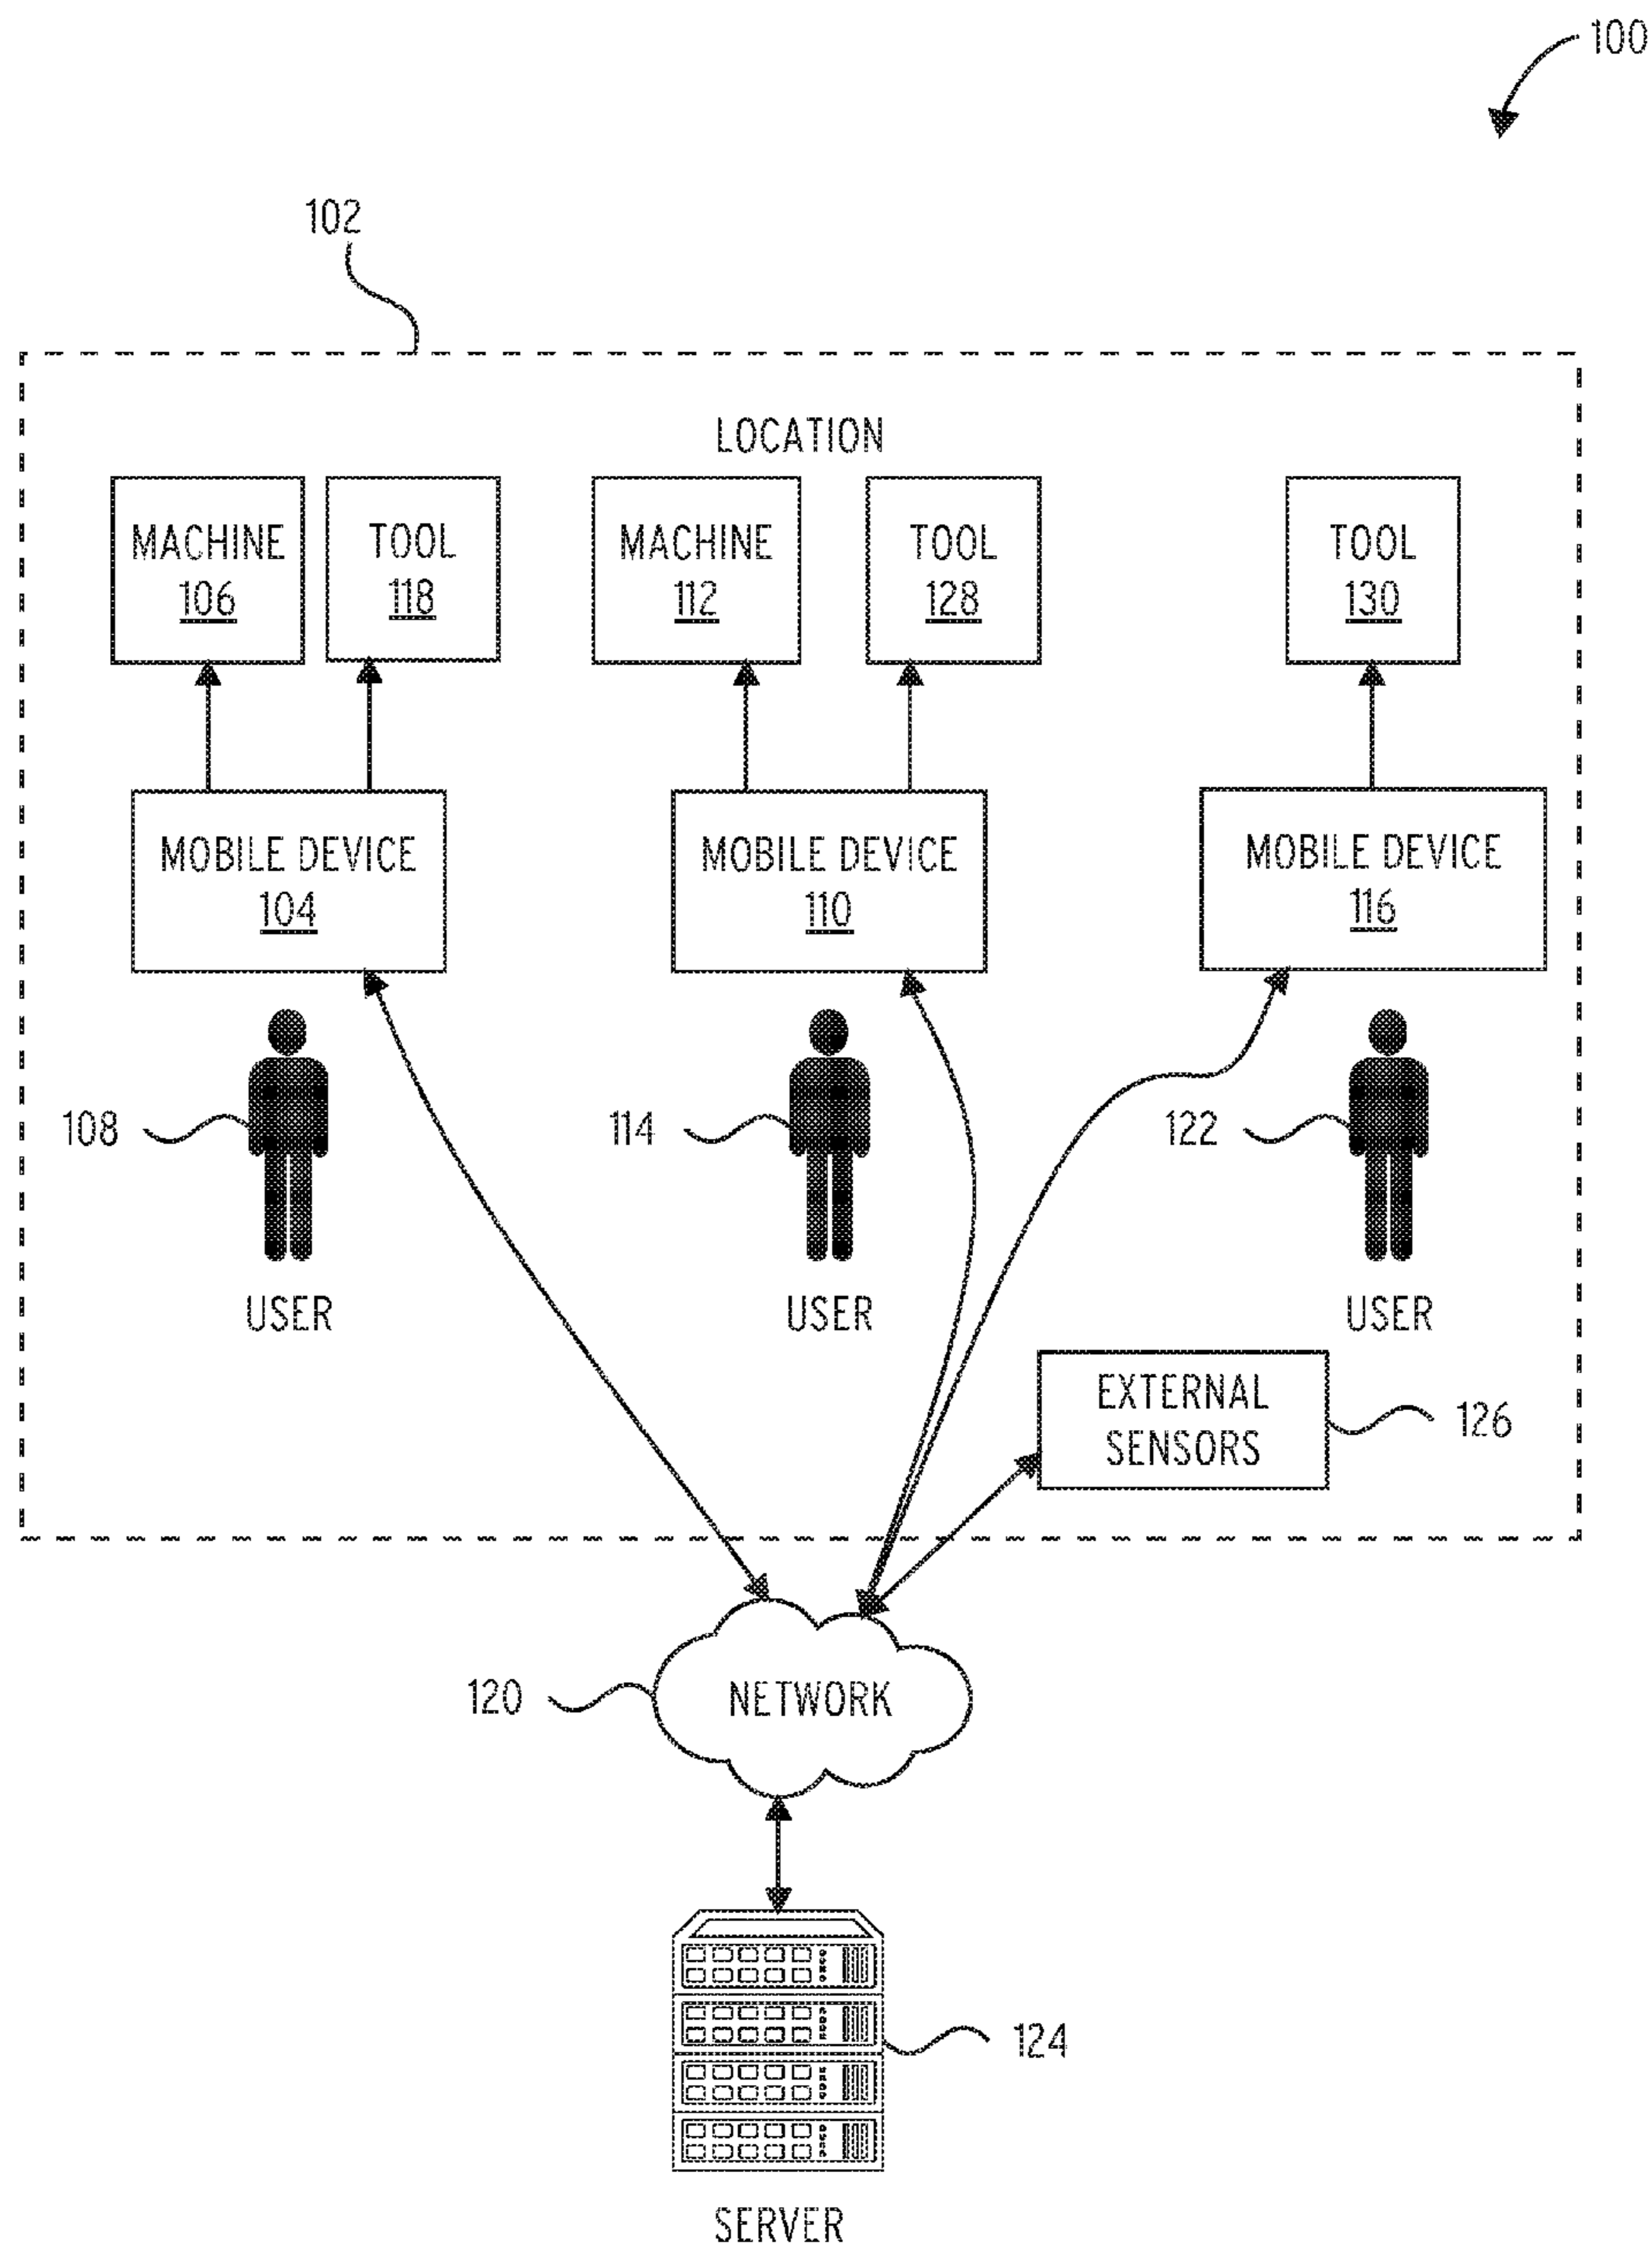 100
102
LOCATION
MACHINE
106
TOOL
118
MACHINE
112
TOOL
128
TOOL
130
MOBILE DEVICE
104
MOBILE DEVICE
110
MOBILE DEVICE
116
108
114
122
USER
USER
USER
EXTERNAL
SENSORS
126
120
NETWORK
124
SERVER